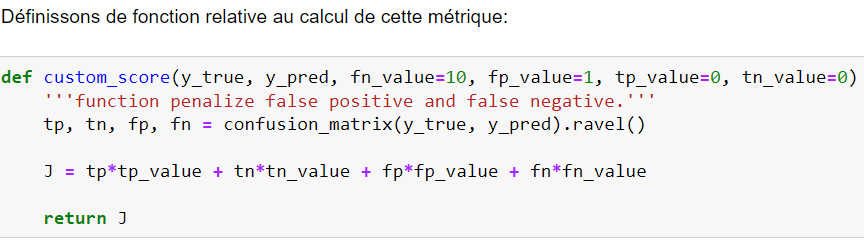 Définissons de fonction relative au calcul de cette métrique:
def custom_score(y_true, y_pred, fn_value=10, fp_value=1, tp_value=0, tn_value=0)
    '''function penalize false positive and false negative.'''
    tp, tn, fp, fn = confusion_matrix(y_true, y_pred).ravel()
    J = tp*tp_value + tn*tn_value + fp*fp_value + fn*fn_value
    return J